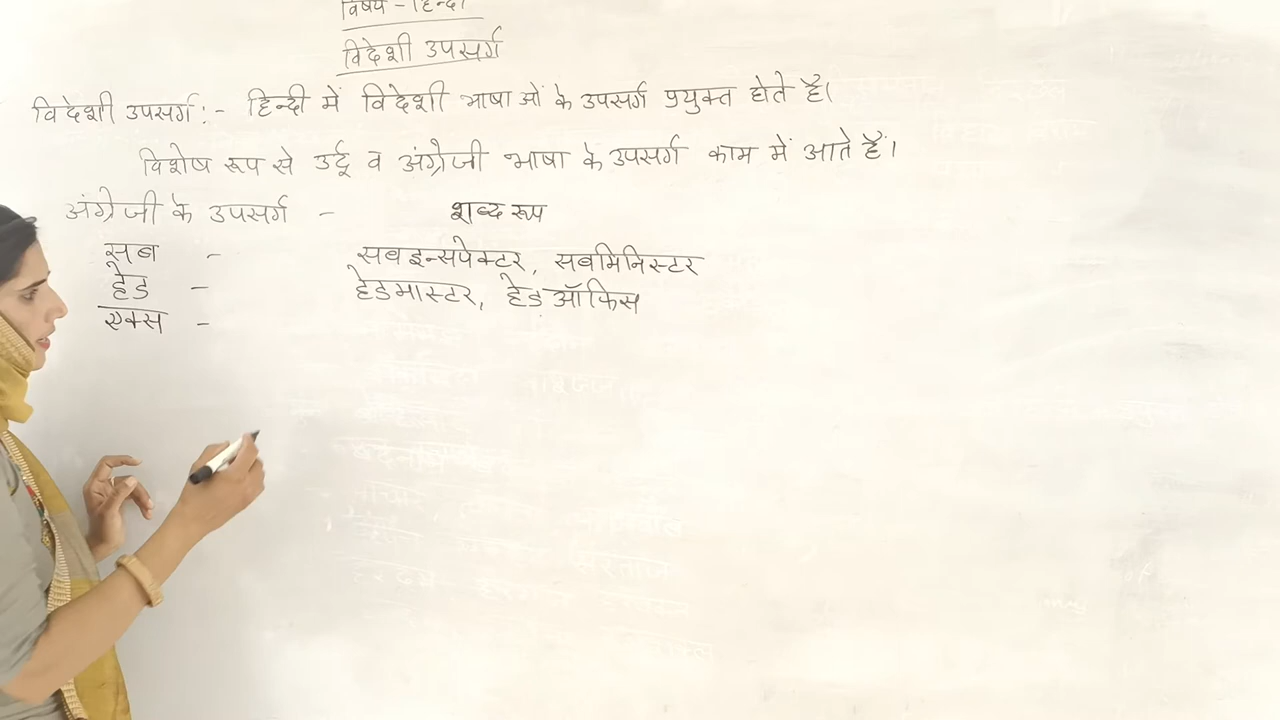 विषय - हिन्दी
विदेशी उपसर्ग
विदेशी उपसर्ग :- हिन्दी में विदेशी भाषाओं के उपसर्ग प्रयुक्त होते है।
विशेष रूप से उर्दू व अंग्रेजी भाषा के उपसर्ग काम में आते हैं।
अंग्रेजी के उपसर्ग - शब्द रूप
सब - सबइन्सपेक्टर, सबमिनिस्टर
हेड - हेडमास्टर, हेड़ऑफिस
एक्स -